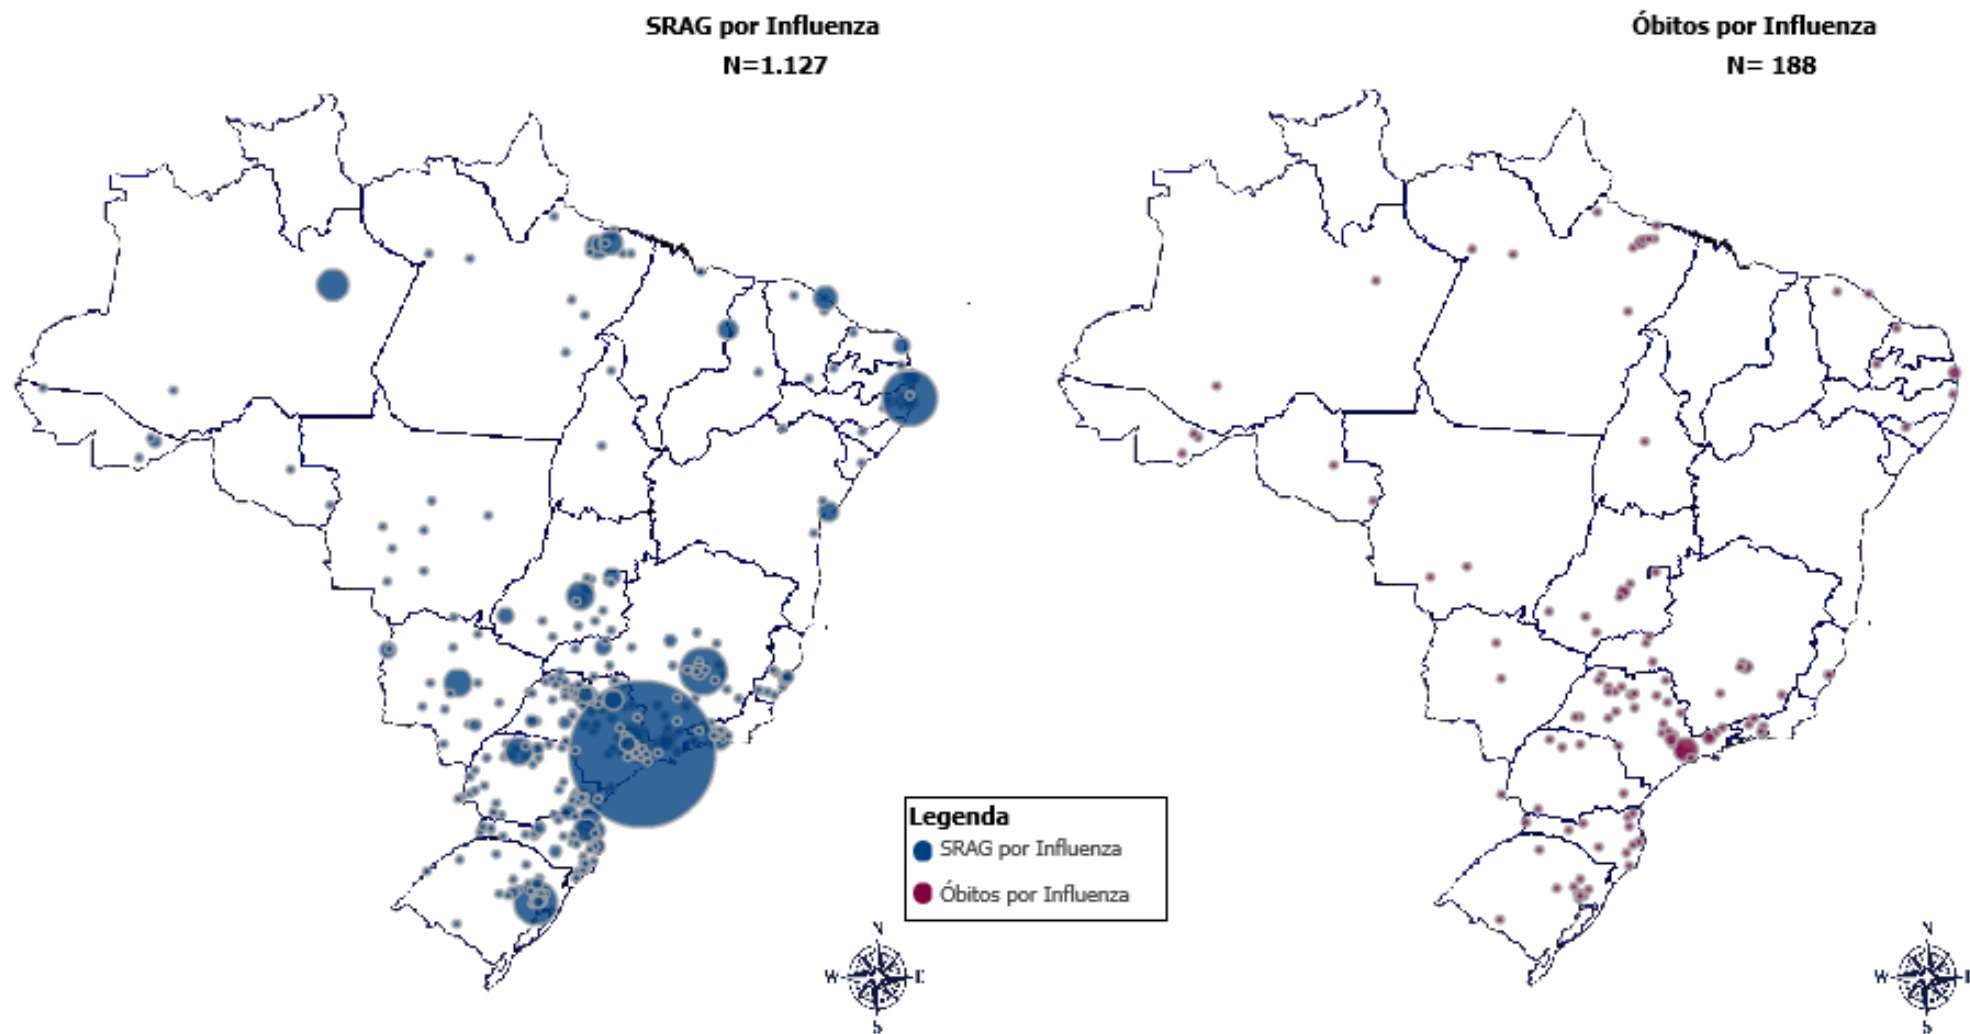 SRAG por Influenza
N=1.127
Óbitos por Influenza
N= 188
Legenda
SRAG por Influenza
Óbitos por Influenza
N
W
E
S
N
W
S